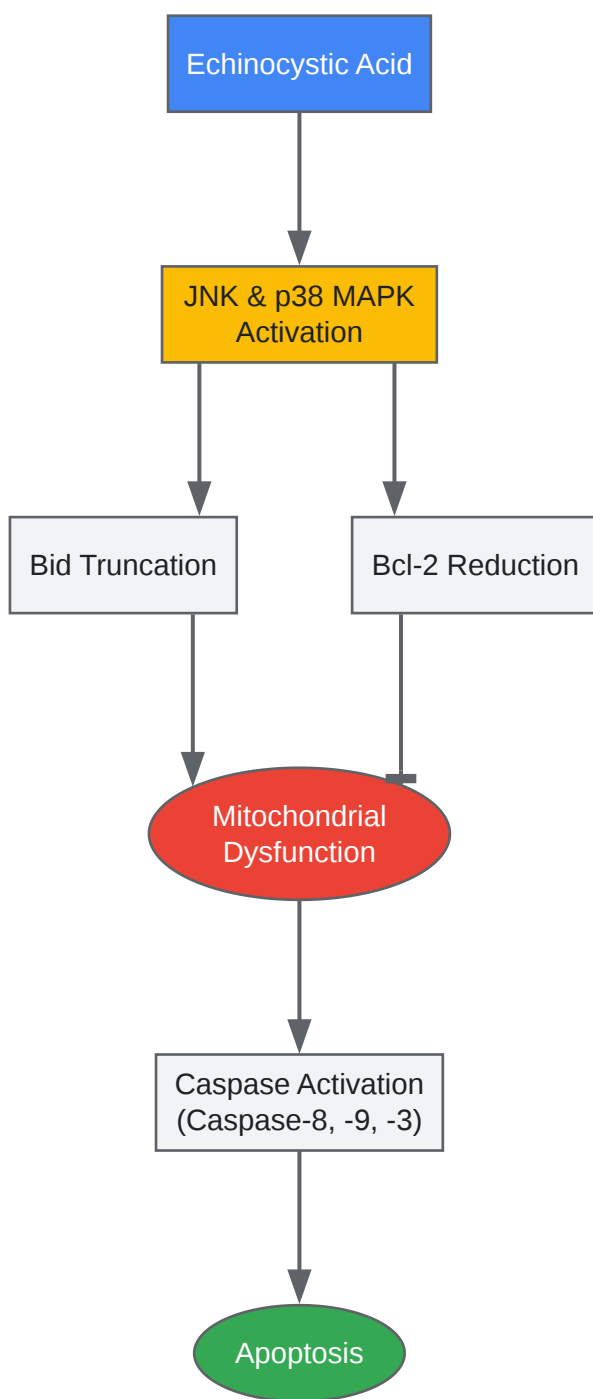 Echinocystic Acid
JNK & p38 MAPK
Activation
Bid Truncation
Bcl-2 Reduction
Mitochondrial
Dysfunction
Caspase Activation
(Caspase-8, -9, -3)
Apoptosis